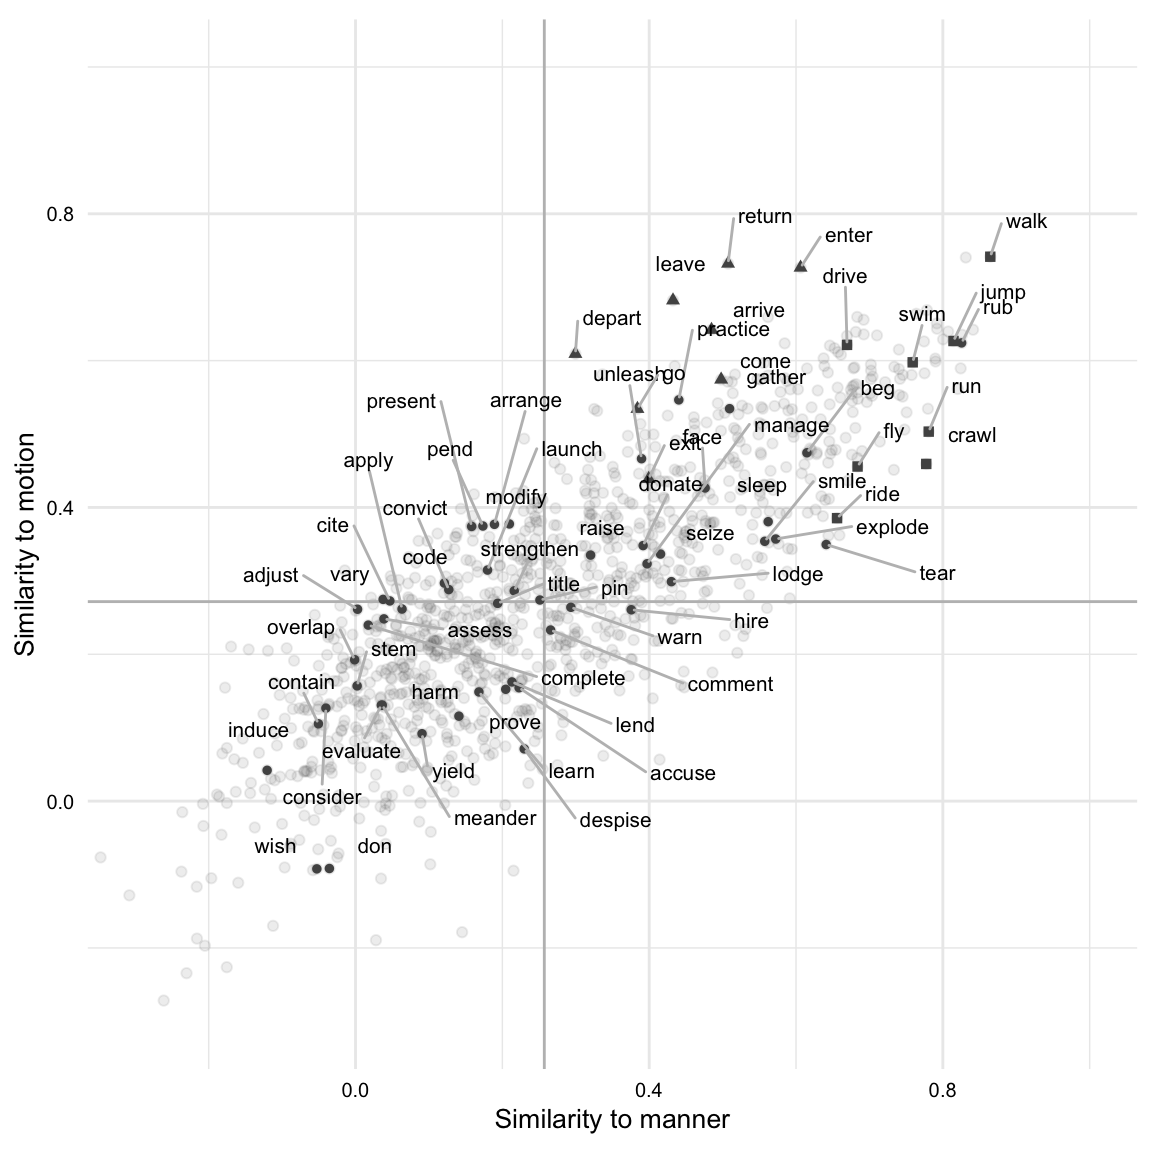 return
walk
enter
leave
drive
jump
rub
arrive
swim
depart
practice
come
unleash
go
gather
beg
run
present
arrange
manage
fly
crawl
face
exit
pend
launch
apply
donate
sleep
smile
ride
modify
convict
cite
raise
seize
explode
strengthen
code
adjust
vary
title
pin
lodge
tear
overlap
assess
hire
warn
stem
contain
complete
comment
harm
induce
prove
lend
evaluate
yield
learn
accuse
consider
meander
despise
wish
don
0.8
0.4
0.0
Similarity to motion
0.0
0.4
0.8
Similarity to manner